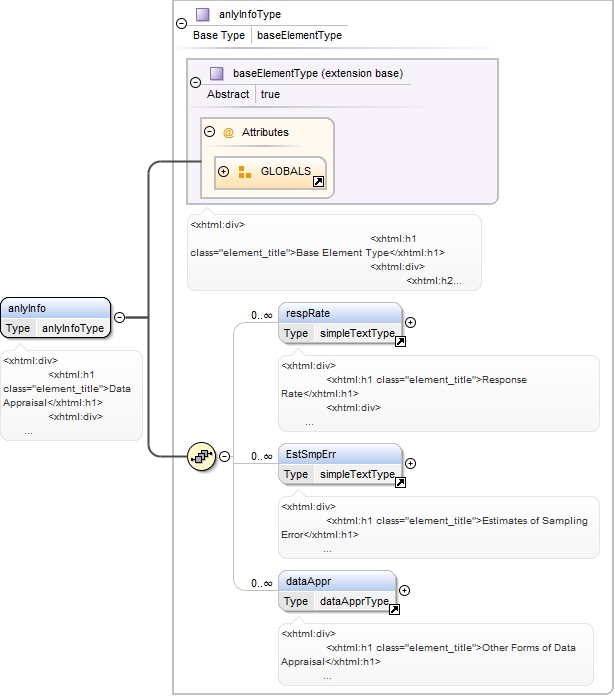 anlyInfoType
Base Type baseElementType
baseElementType (extension base)
Abstract true
@ Attributes
GLOBALS
<xhtml:div>
<xhtml:h1
class="element_title">Base Element Type</xhtml:h1>
<xhtml:div>
<xhtml:h2...
anlyInfo
Type anlyInfoType
<xhtml:div>
<xhtml:h1
class="element_title">Data
Appraisal</xhtml:h1>
<xhtml:div>
...
0..∞ respRate
Type simpleTextType
<xhtml:div>
<xhtml:h1 class="element_title">Response
Rate</xhtml:h1>
<xhtml:div>
...
0..∞ EstSmpErr
Type simpleTextType
<xhtml:div>
<xhtml:h1 class="element_title">Estimates of Sampling
Error</xhtml:h1>
...
0..∞ dataAppr
Type dataApprType
<xhtml:div>
<xhtml:h1 class="element_title">Other Forms of Data
Appraisal</xhtml:h1>
...